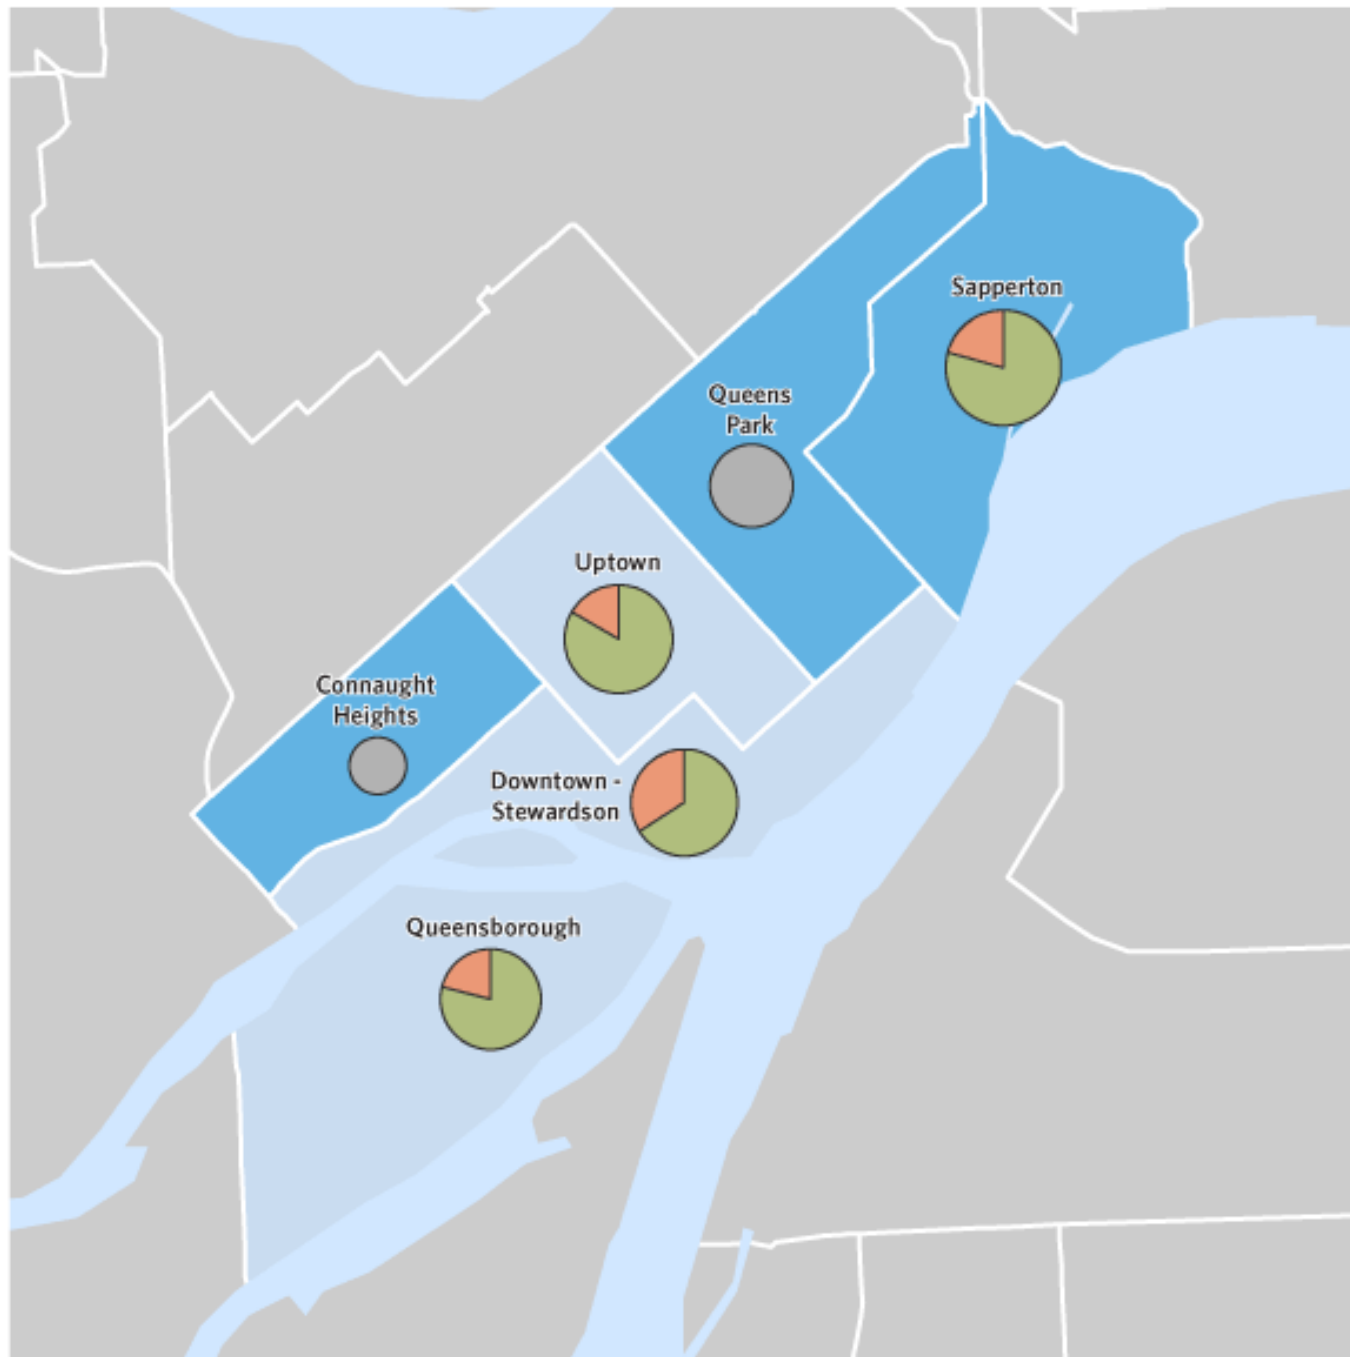 Sapperton
Queens
Park
Uptown
Connaught
Heights
Downtown -
Stewardson
Queensborough